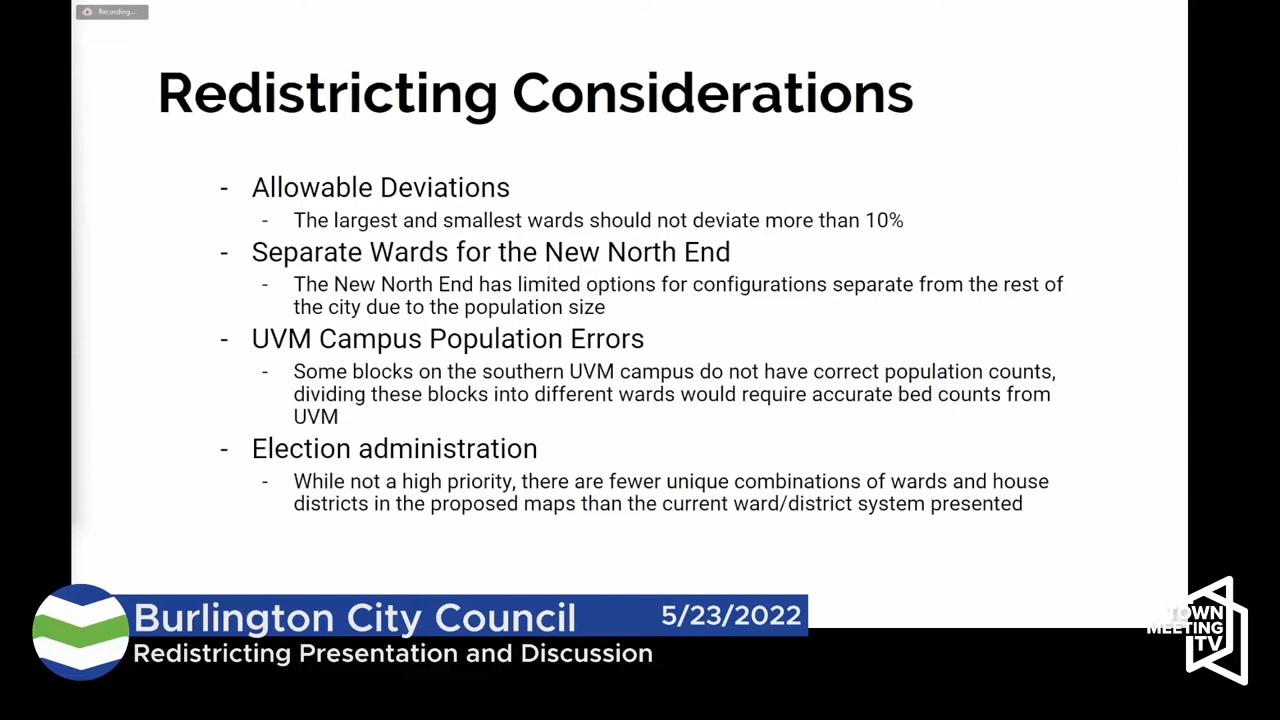 Recording...
Redistricting Considerations
- Allowable Deviations
- The largest and smallest wards should not deviate more than 10%
- Separate Wards for the New North End
- The New North End has limited options for configurations separate from the rest of
the city due to the population size
- UVM Campus Population Errors
- Some blocks on the southern UVM campus do not have correct population counts,
dividing these blocks into different wards would require accurate bed counts from
UVM
- Election administration
- While not a high priority, there are fewer unique combinations of wards and house
districts in the proposed maps than the current ward/district system presented
Burlington City Council 5/23/2022
Redistricting Presentation and Discussion
TOWN
MEETING
TV